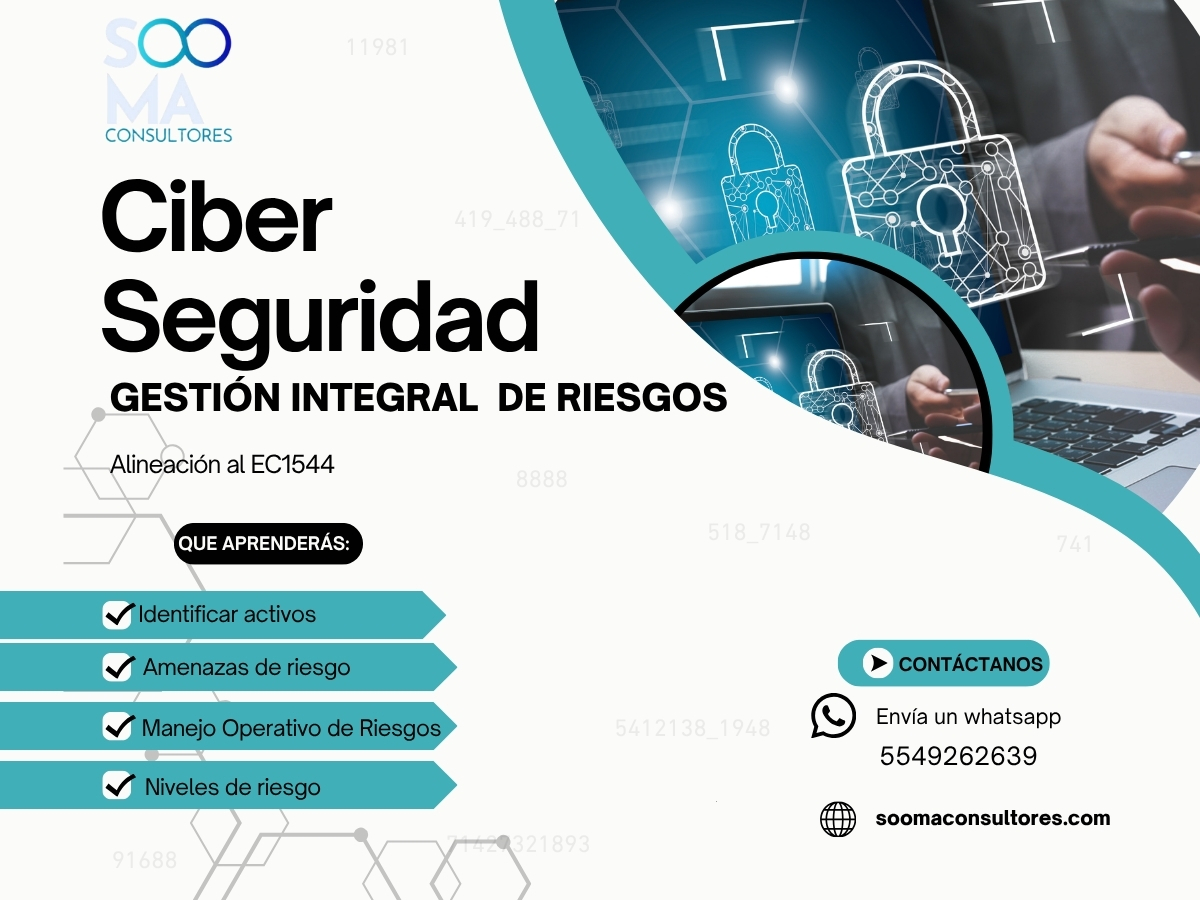 SOO
MA
CONSULTORES
11981
419_488_71
Ciber
Seguridad
GESTIÓN INTEGRAL DE RIESGOS
Alineación al EC1544
8888
518_7148
741
QUE APRENDERÁS:
Identificar activos
Amenazas de riesgo
Manejo Operativo de Riesgos
Niveles de riesgo
CONTÁCTANOS
Envía un whatsapp
5549262639
5412138_1948
soomaconsultores.com
91688